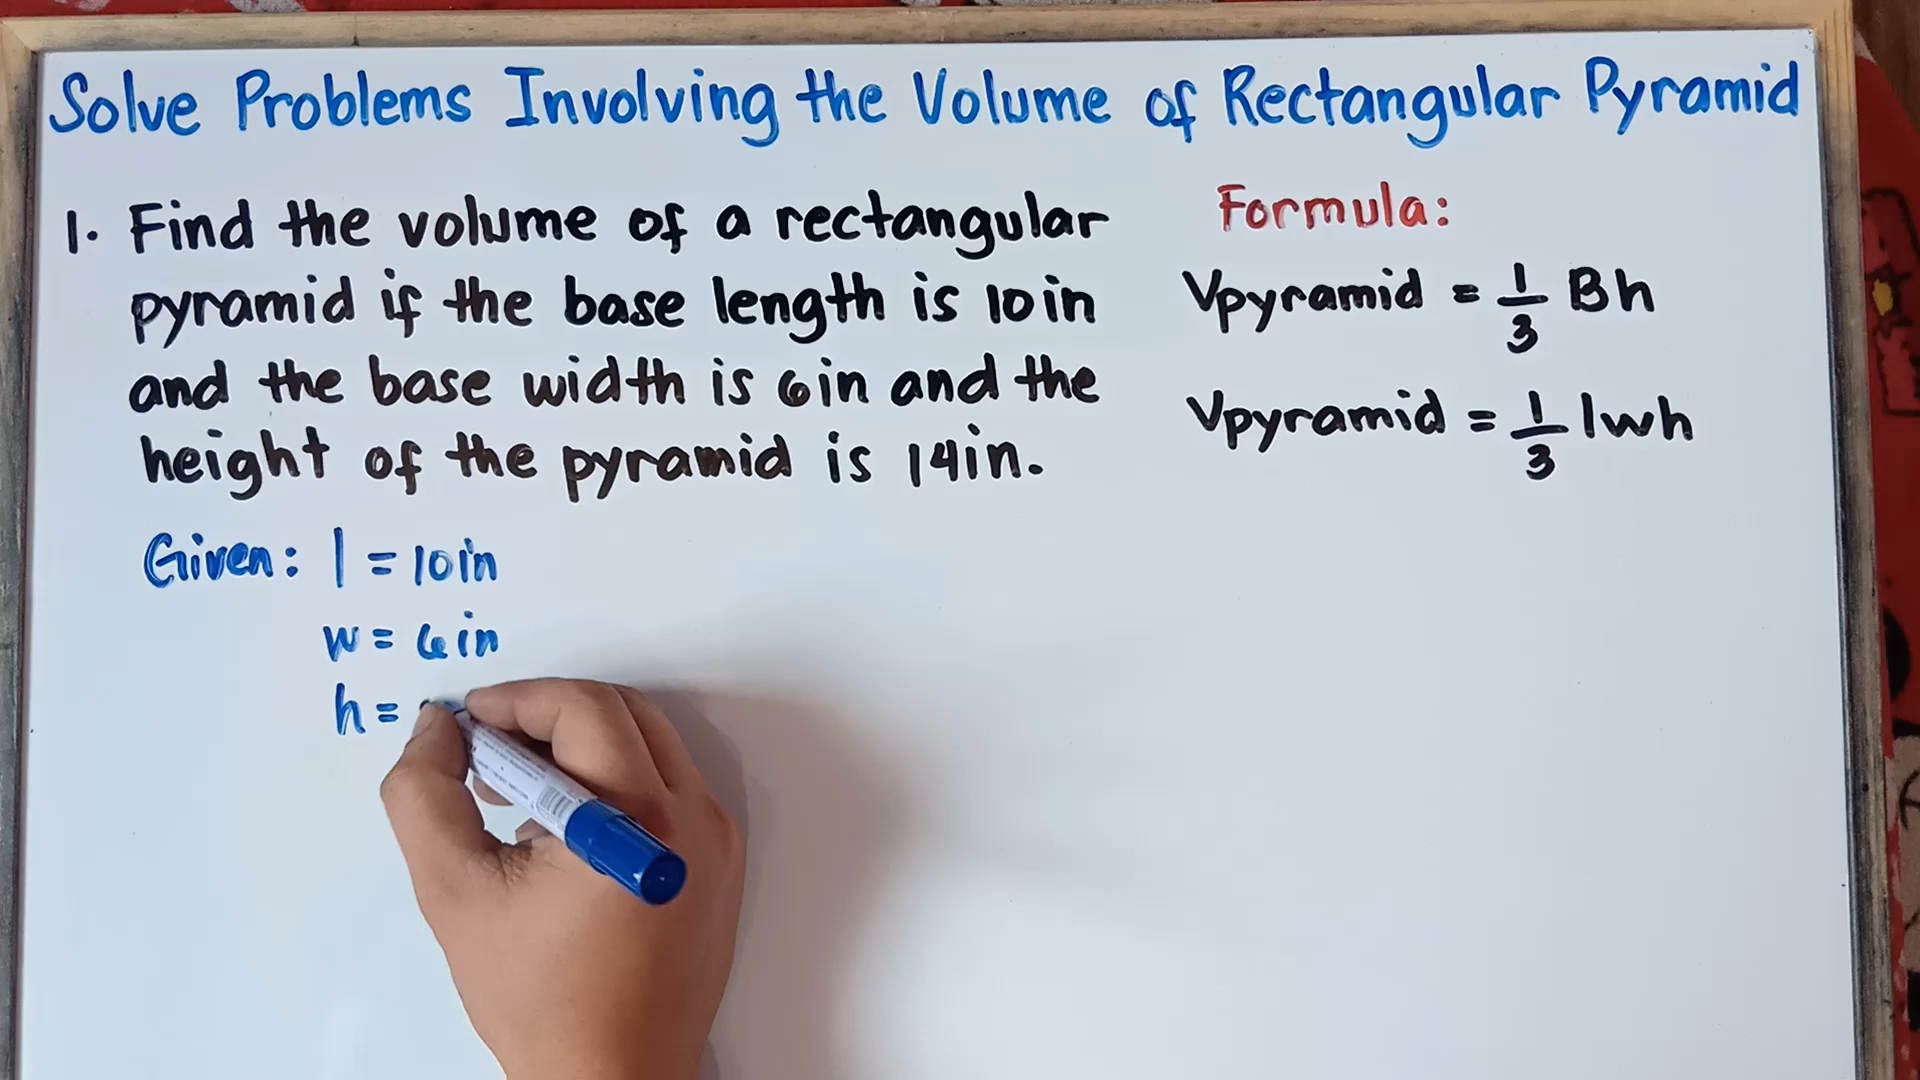 Solve Problems Involving the Volume of Rectangular Pyramid
1. Find the volume of a rectangular
pyramid if the base length is 10in
and the base width is 6in and the
height of the pyramid is 14in.
Formula:
Vpyramid = 1/3 Bh
Vpyramid = 1/3 lwh
Given: l = 10in
w = 6in
h =